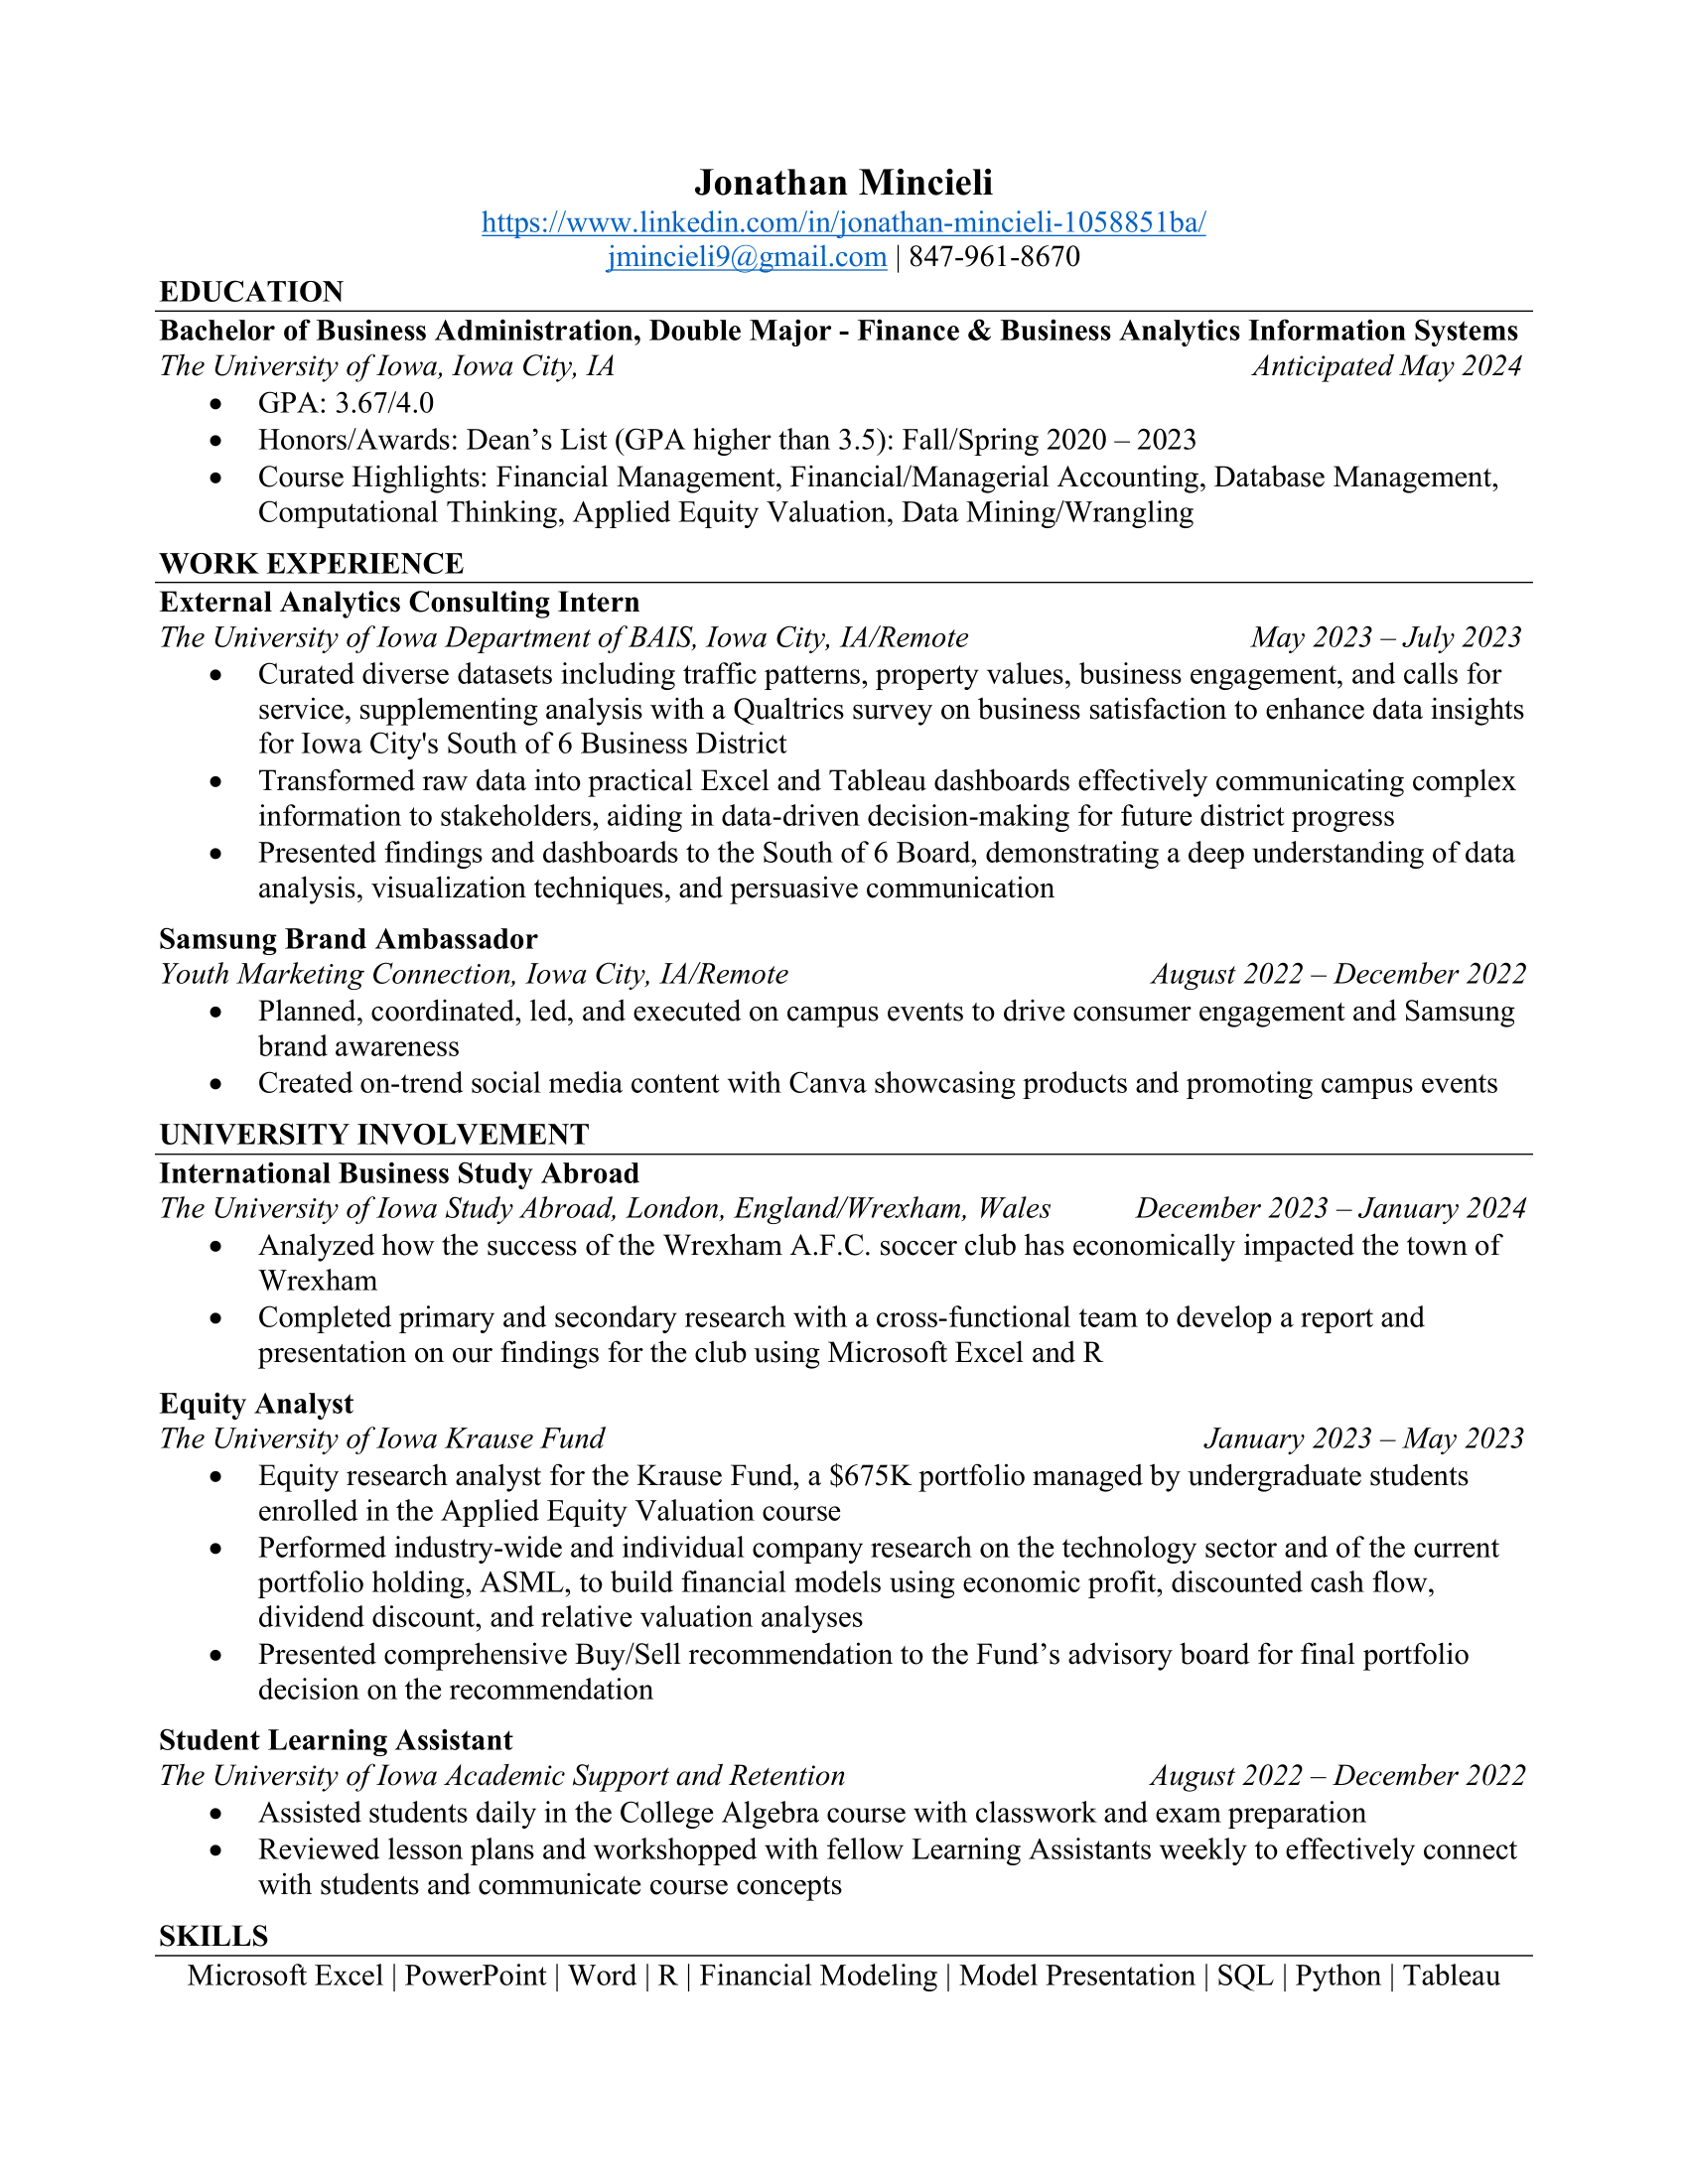 Jonathan Mincieli
https://www.linkedin.com/in/jonathan-mincieli-1058851ba/
jmincieli9@gmail.com | 847-961-8670
EDUCATION
Bachelor of Business Administration, Double Major - Finance & Business Analytics Information Systems
The University of Iowa, Iowa City, IA Anticipated May 2024
• GPA: 3.67/4.0
• Honors/Awards: Dean’s List (GPA higher than 3.5): Fall/Spring 2020 – 2023
• Course Highlights: Financial Management, Financial/Managerial Accounting, Database Management,
Computational Thinking, Applied Equity Valuation, Data Mining/Wrangling
WORK EXPERIENCE
External Analytics Consulting Intern
The University of Iowa Department of BAIS, Iowa City, IA/Remote May 2023 – July 2023
• Curated diverse datasets including traffic patterns, property values, business engagement, and calls for
service, supplementing analysis with a Qualtrics survey on business satisfaction to enhance data insights
for Iowa City's South of 6 Business District
• Transformed raw data into practical Excel and Tableau dashboards effectively communicating complex
information to stakeholders, aiding in data-driven decision-making for future district progress
• Presented findings and dashboards to the South of 6 Board, demonstrating a deep understanding of data
analysis, visualization techniques, and persuasive communication
Samsung Brand Ambassador
Youth Marketing Connection, Iowa City, IA/Remote August 2022 – December 2022
• Planned, coordinated, led, and executed on campus events to drive consumer engagement and Samsung
brand awareness
• Created on-trend social media content with Canva showcasing products and promoting campus events
UNIVERSITY INVOLVEMENT
International Business Study Abroad
The University of Iowa Study Abroad, London, England/Wrexham, Wales December 2023 – January 2024
• Analyzed how the success of the Wrexham A.F.C. soccer club has economically impacted the town of
Wrexham
• Completed primary and secondary research with a cross-functional team to develop a report and
presentation on our findings for the club using Microsoft Excel and R
Equity Analyst
The University of Iowa Krause Fund January 2023 – May 2023
• Equity research analyst for the Krause Fund, a $675K portfolio managed by undergraduate students
enrolled in the Applied Equity Valuation course
• Performed industry-wide and individual company research on the technology sector and of the current
portfolio holding, ASML, to build financial models using economic profit, discounted cash flow,
dividend discount, and relative valuation analyses
• Presented comprehensive Buy/Sell recommendation to the Fund’s advisory board for final portfolio
decision on the recommendation
Student Learning Assistant
The University of Iowa Academic Support and Retention August 2022 – December 2022
• Assisted students daily in the College Algebra course with classwork and exam preparation
• Reviewed lesson plans and workshopped with fellow Learning Assistants weekly to effectively connect
with students and communicate course concepts
SKILLS
Microsoft Excel | PowerPoint | Word | R | Financial Modeling | Model Presentation | SQL | Python | Tableau